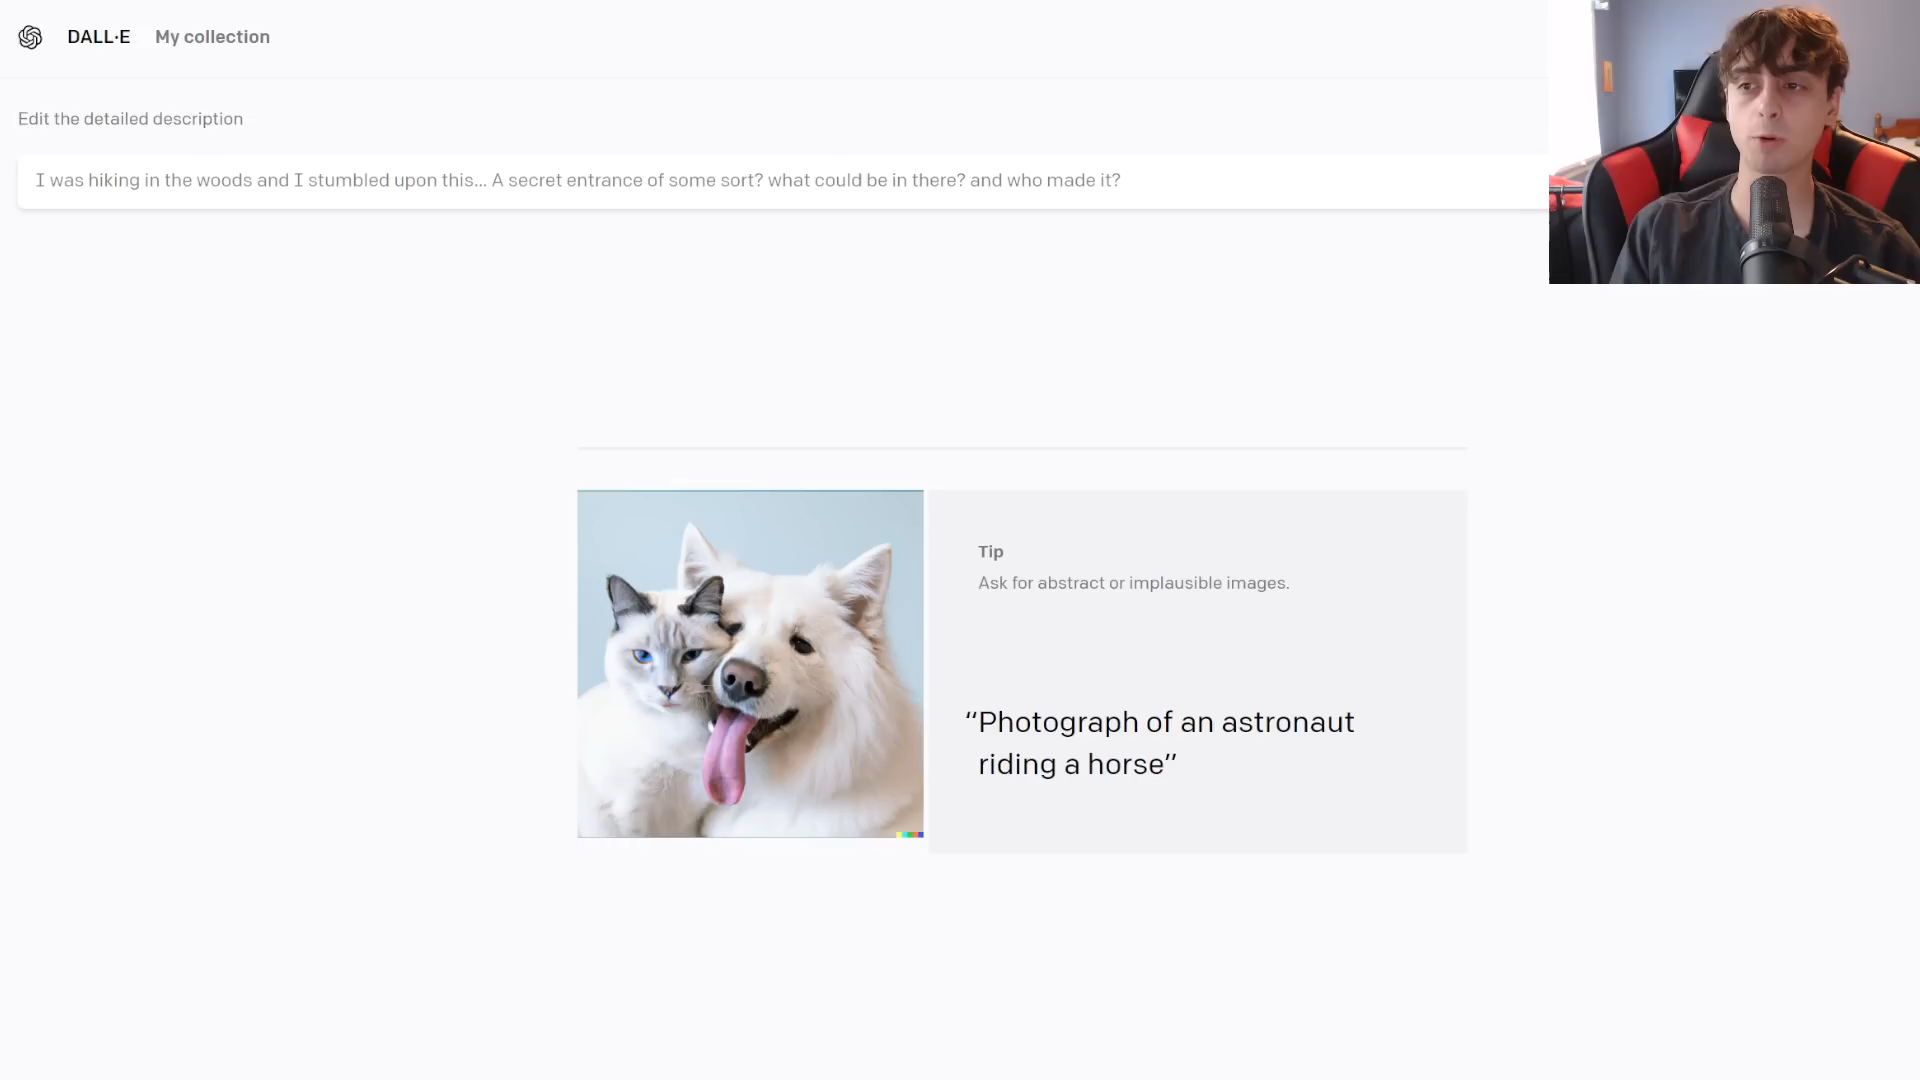 DALL·E My collection
Edit the detailed description
I was hiking in the woods and I stumbled upon this... A secret entrance of some sort? what could be in there? and who made it?
Tip
Ask for abstract or implausible images.
“Photograph of an astronaut
riding a horse”